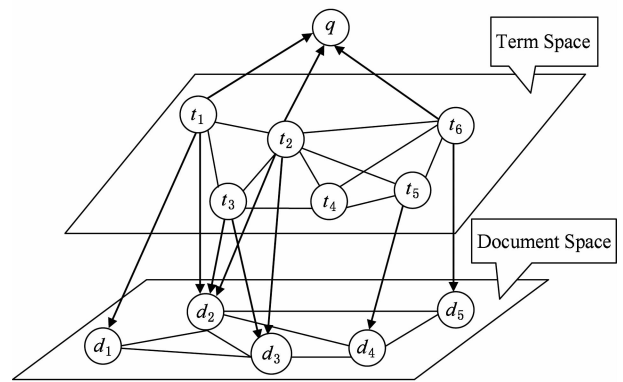 q
Term Space
t1
t2
t6
t3
t4
t5
Document Space
d2
d5
d1
d3
d4